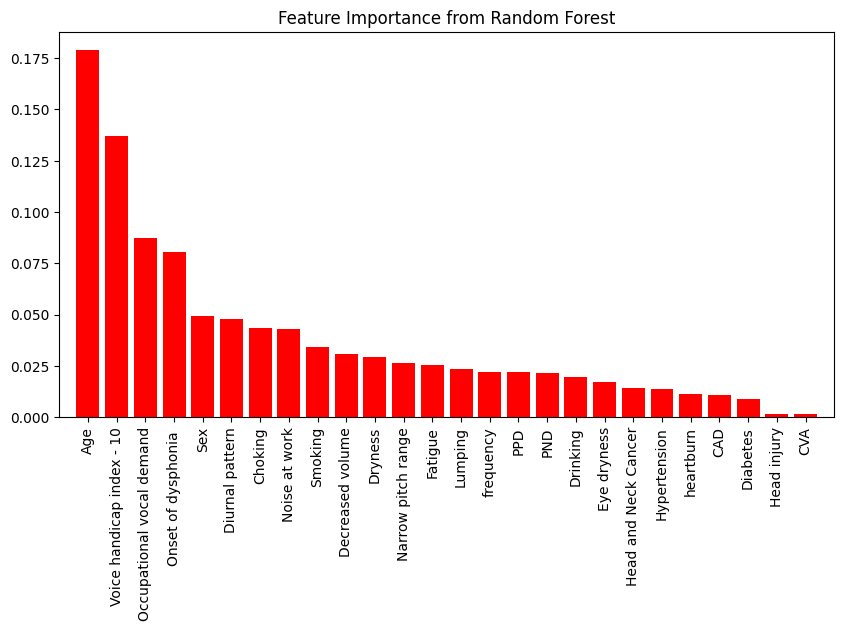 Feature Importance from Random Forest
0.175
0.150
0.125
0.100
0.075
0.050
0.025
0.000
Age
Voice handicap index - 10
Occupational vocal demand
Onset of dysphonia
Sex
Diurnal pattern
Choking
Noise at work
Smoking
Decreased volume
Dryness
Narrow pitch range
Fatigue
Lumping
frequency
PPD
PND
Drinking
Eye dryness
Head and Neck Cancer
Hypertension
heartburn
CAD
Diabetes
Head injury
CVA